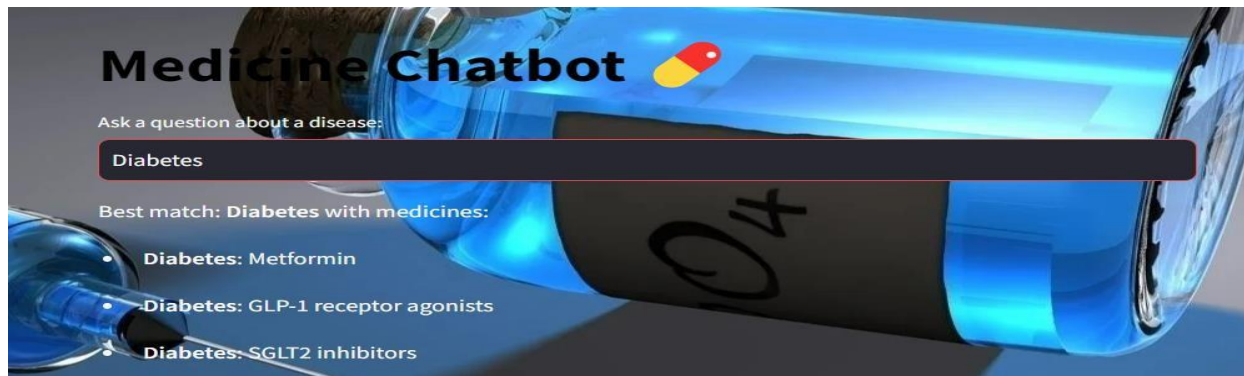 Medicine Chatbot
Ask a question about a disease:
Diabetes
Best match: Diabetes with medicines:
Diabetes: Metformin
Diabetes: GLP-1 receptor agonists
Diabetes: SGLT2 inhibitors
O4